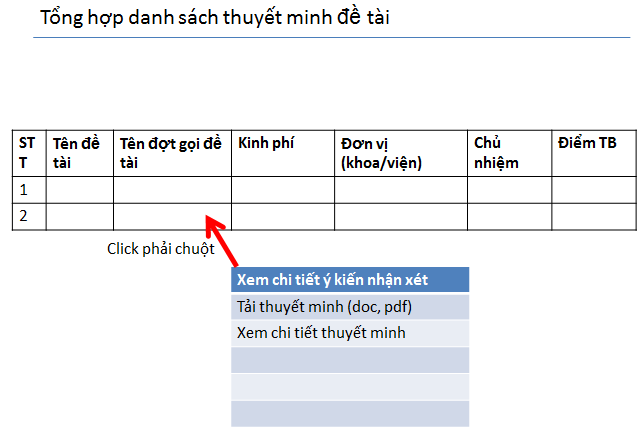 Tổng hợp danh sách thuyết minh đề tài
ST Tên đề Tên đợt gọi đề Kinh phí Đơn vị Chủ Điểm TB
T tài tài (khoa/viện) nhiệm
1
2
Click phải chuột
Xem chi tiết ý kiến nhận xét
Tải thuyết minh (doc, pdf)
Xem chi tiết thuyết minh